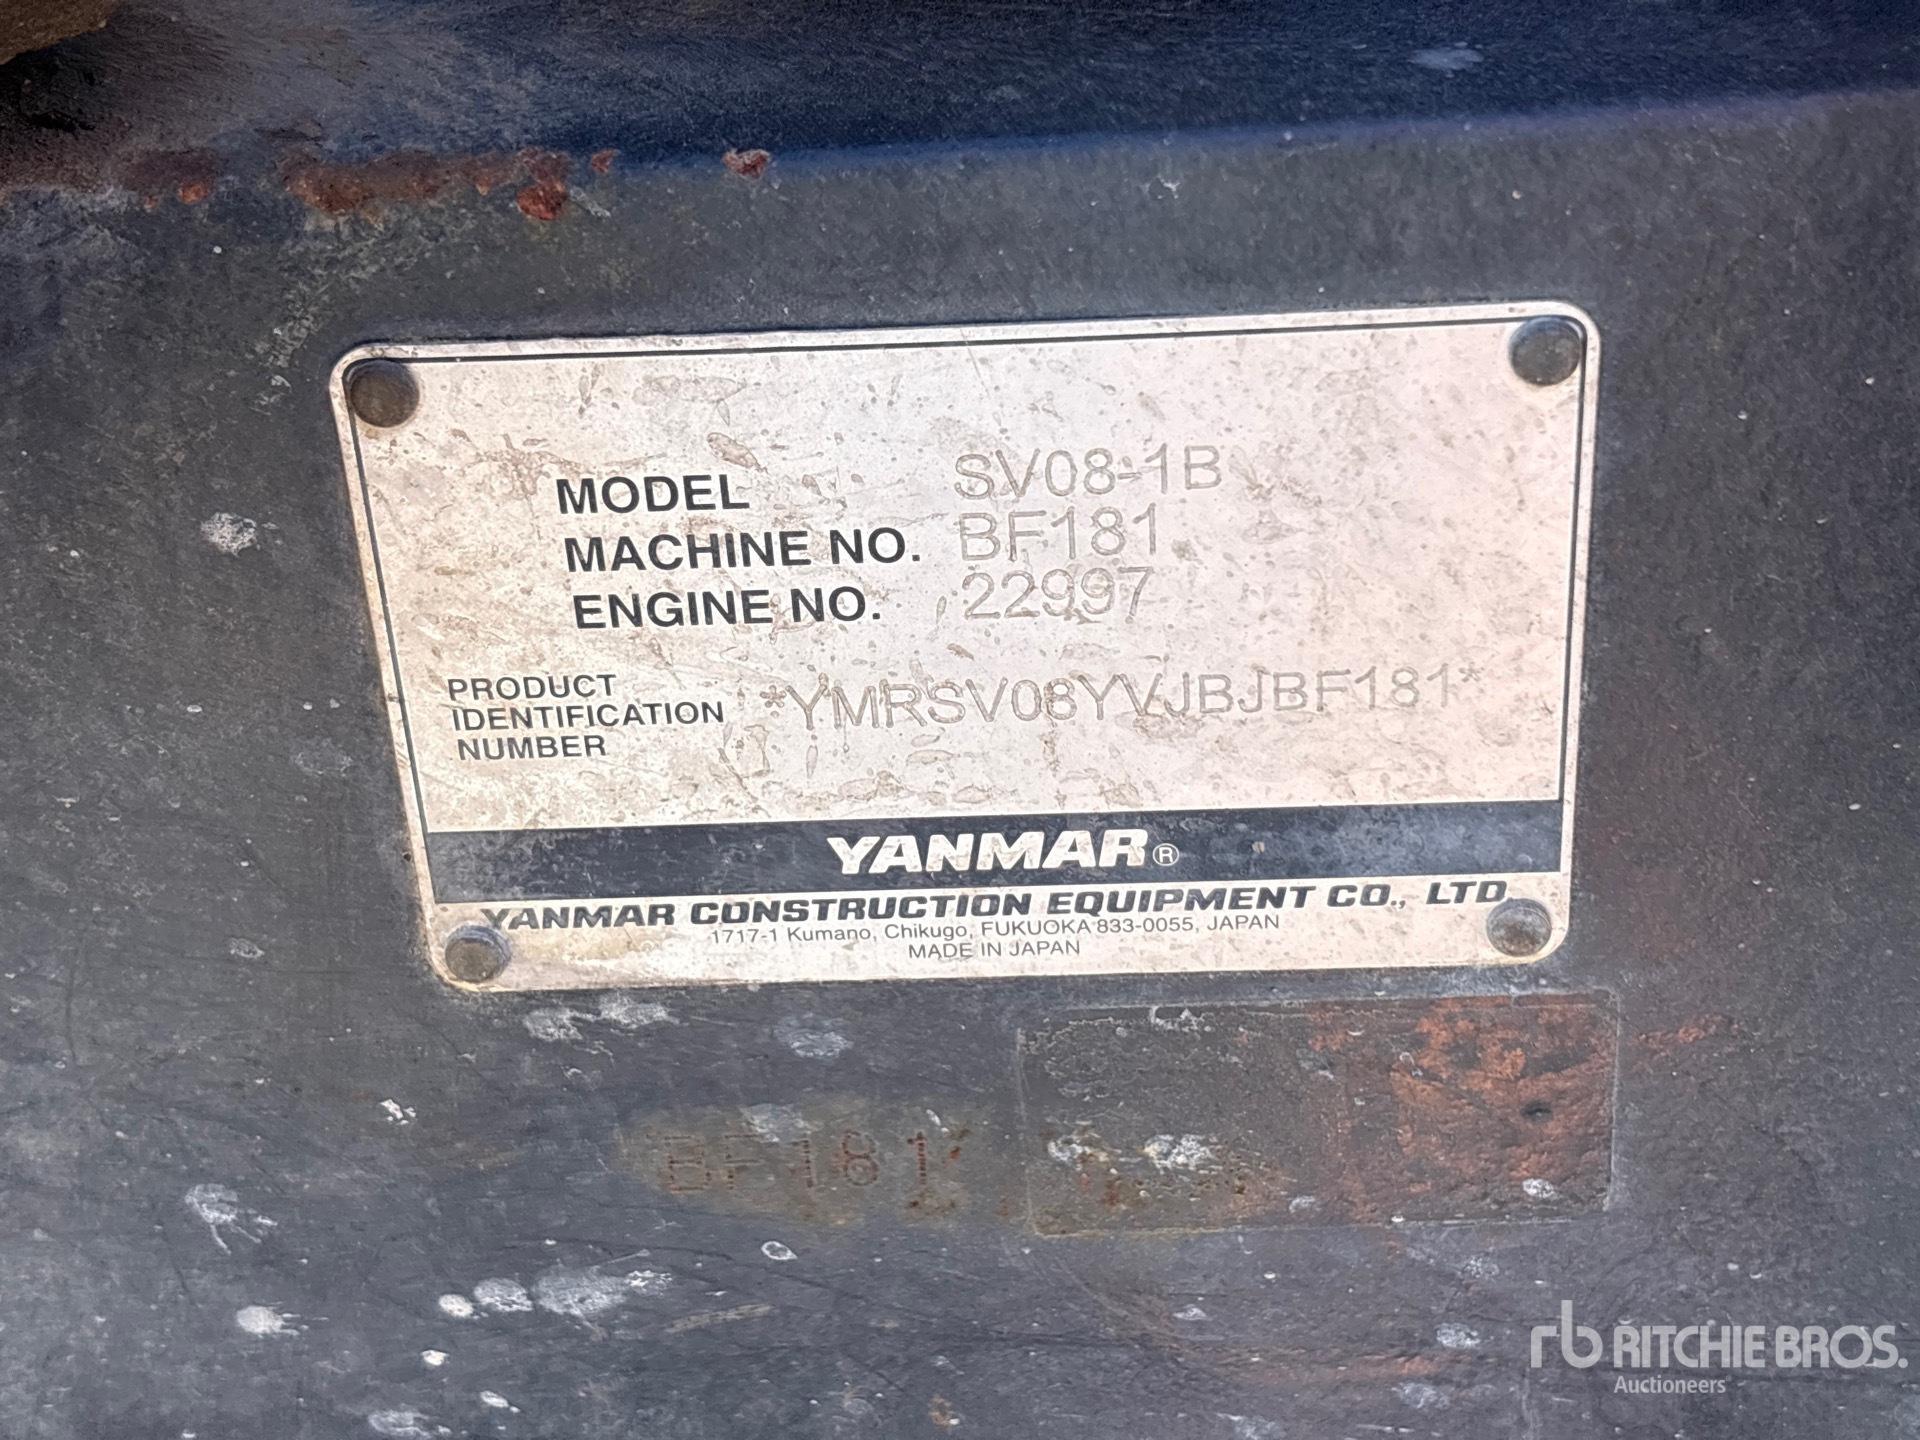 MODEL SV08-1B
MACHINE NO. BF181
ENGINE NO. 22997
PRODUCT
IDENTIFICATION
NUMBER
*YMRSV08YVJBJBF181*
YANMAR®
YANMAR CONSTRUCTION EQUIPMENT CO., LTD.
1717-1 Kumano, Chikugo, FUKUOKA 833-0055, JAPAN
MADE IN JAPAN
BF181
rb RITCHIE BROS.
Auctioneers